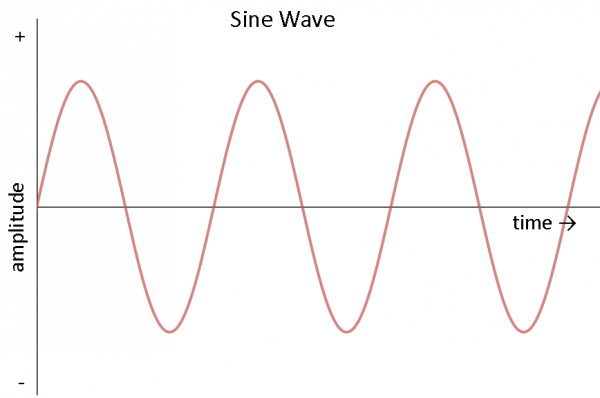 Sine Wave
+
amplitude
time →
-